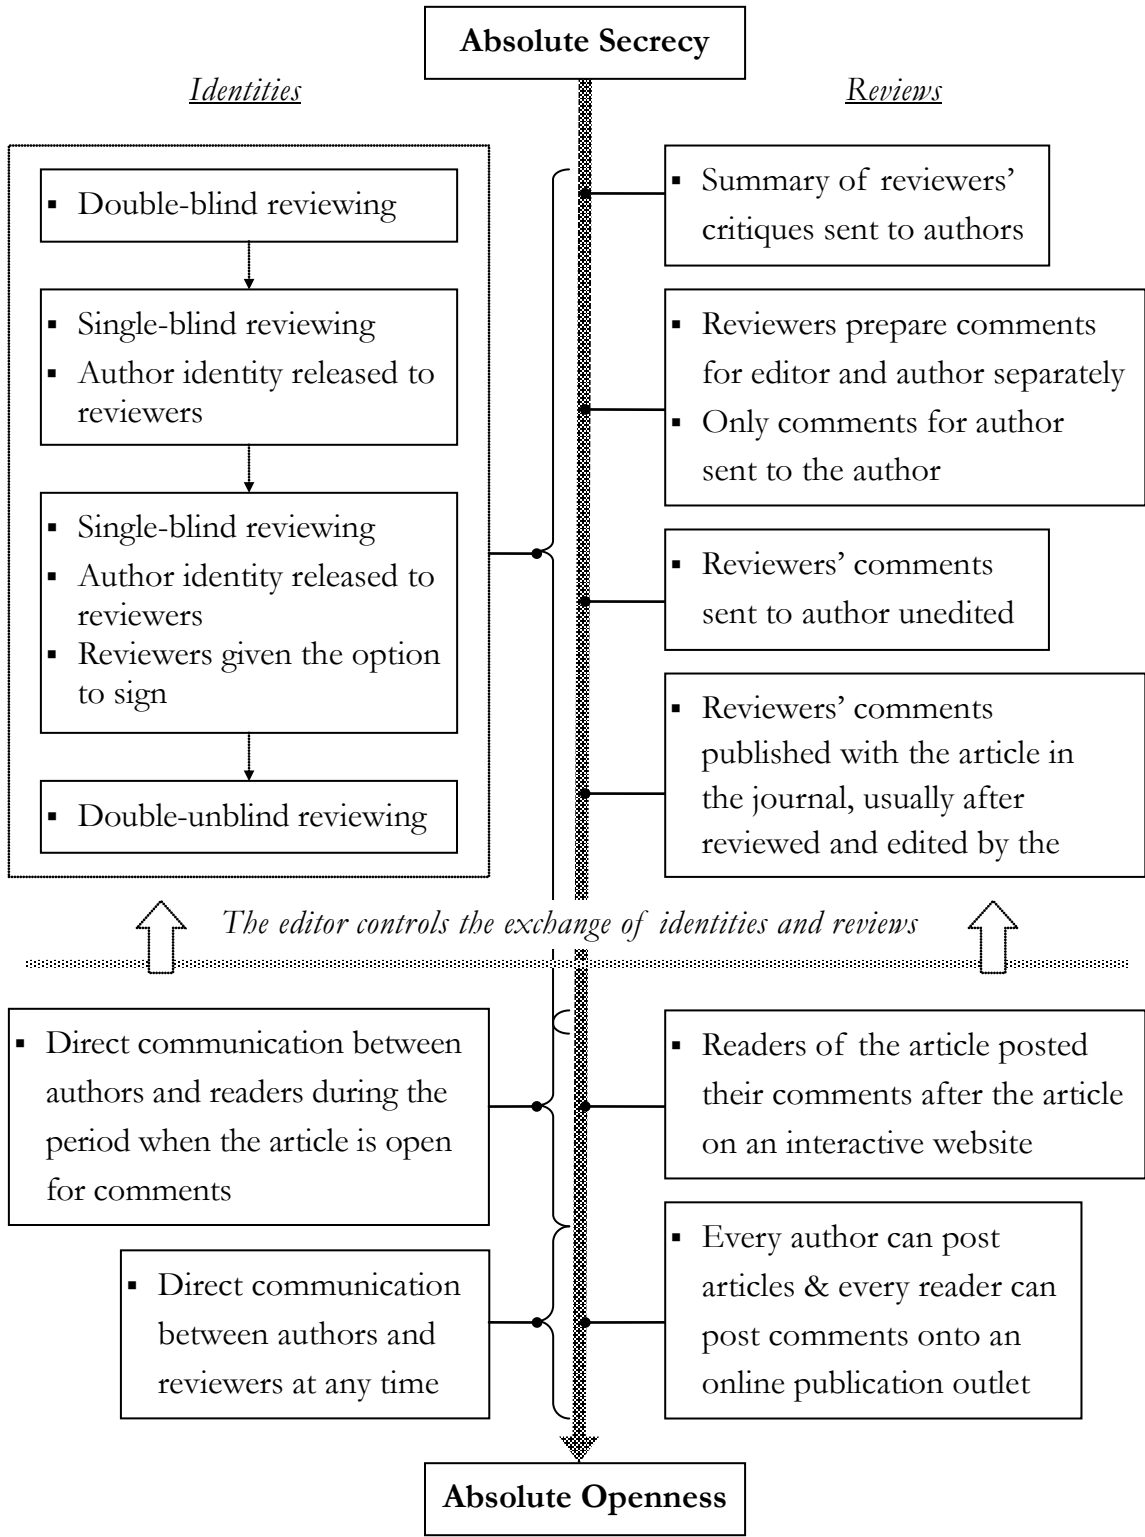 Absolute Secrecy
Identities
Reviews
▪ Double-blind reviewing
▪ Single-blind reviewing
▪ Author identity released to
reviewers
▪ Single-blind reviewing
▪ Author identity released to
reviewers
▪ Reviewers given the option
to sign
▪ Double-unblind reviewing
▪ Summary of reviewers’
critiques sent to authors
▪ Reviewers prepare comments
for editor and author separately
▪ Only comments for author
sent to the author
▪ Reviewers’ comments
sent to author unedited
▪ Reviewers’ comments
published with the article in
the journal, usually after
reviewed and edited by the
The editor controls the exchange of identities and reviews
▪ Direct communication between
authors and readers during the
period when the article is open
for comments
▪ Direct communication
between authors and
reviewers at any time
▪ Readers of the article posted
their comments after the article
on an interactive website
▪ Every author can post
articles & every reader can
post comments onto an
online publication outlet
Absolute Openness